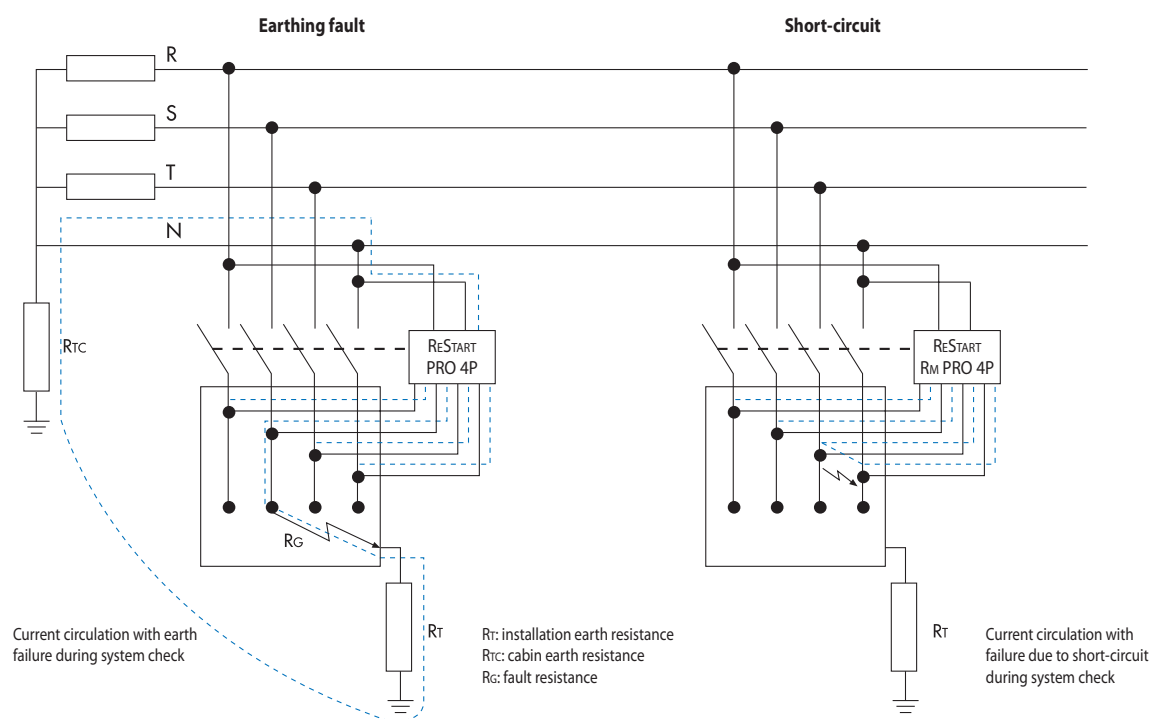 Earthing fault
Short-circuit
R
S
T
N
RTC
RESTART
PRO 4P
RESTART
RM PRO 4P
RG
Current circulation with earth
failure during system check
RT
RT: installation earth resistance
RTC: cabin earth resistance
RG: fault resistance
RT
Current circulation with
failure due to short-circuit
during system check